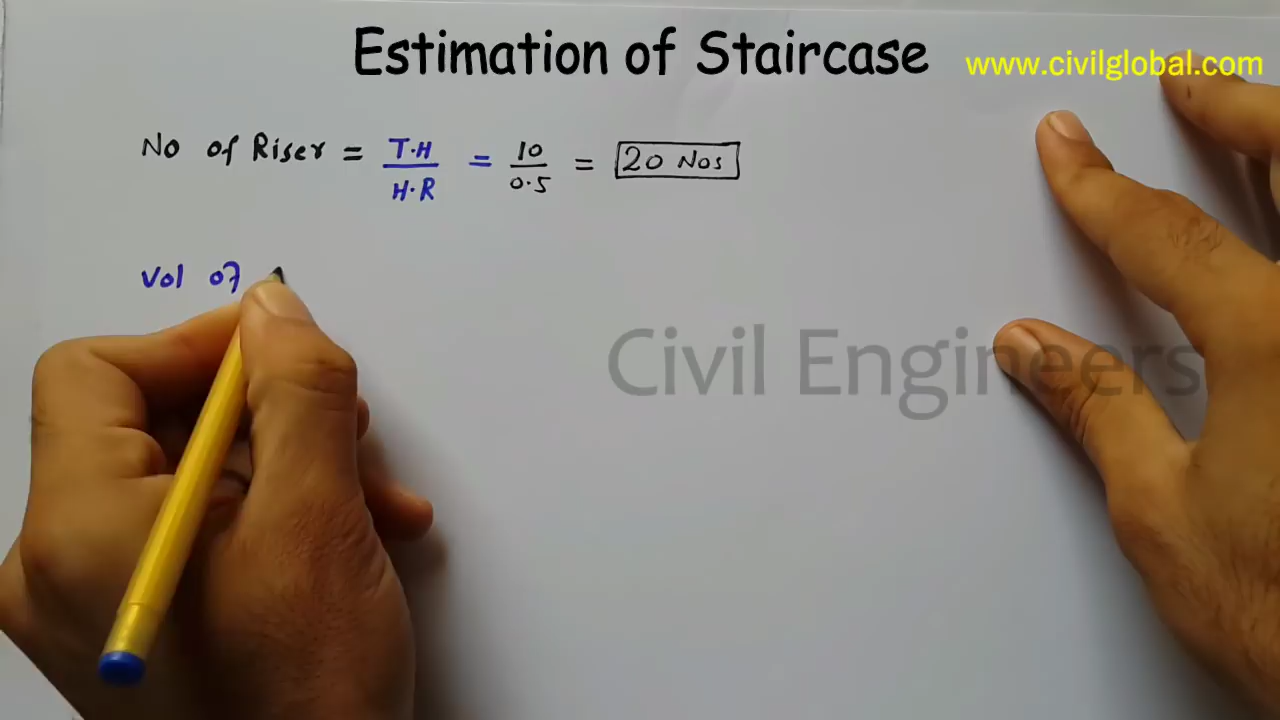 Estimation of Staircase
www.civilglobal.com
No of Riser = T.H / H.R = 10 / 0.5 = 20 Nos
Vol of
Civil Engineers